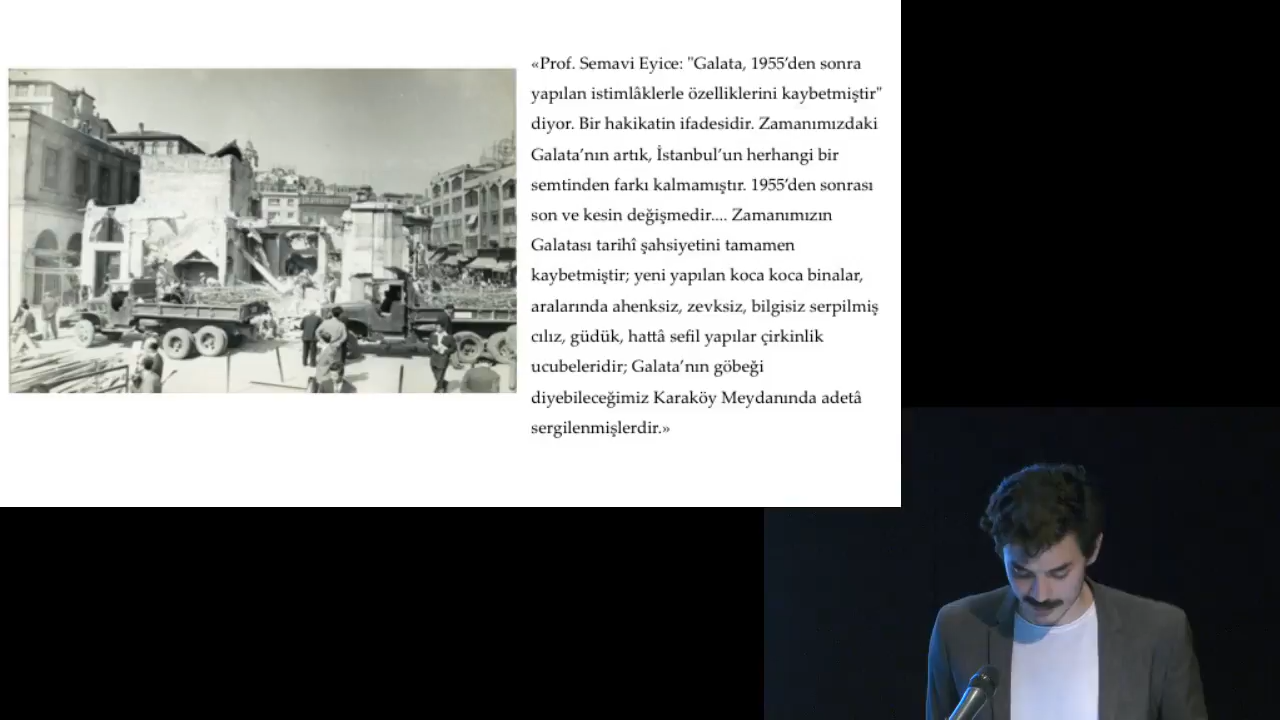 «Prof. Semavi Eyice: "Galata, 1955'den sonra
yapılan istimlâklerle özelliklerini kaybetmiştir"
diyor. Bir hakikatin ifadesidir. Zamanımızdaki
Galata'nın artık, İstanbul'un herhangi bir
semtinden farkı kalmamıştır. 1955'den sonrası
son ve kesin değişmedir.... Zamanımızın
Galatası tarihî şahsiyetini tamamen
kaybetmiştir; yeni yapılan koca koca binalar,
aralarında ahenksiz, zevksiz, bilgisiz serpilmiş
cılız, güdük, hattâ sefil yapılar çirkinlik
ucubeleridir; Galata'nın göbeği
diyebileceğimiz Karaköy Meydanında adetâ
sergilenmişlerdir.»